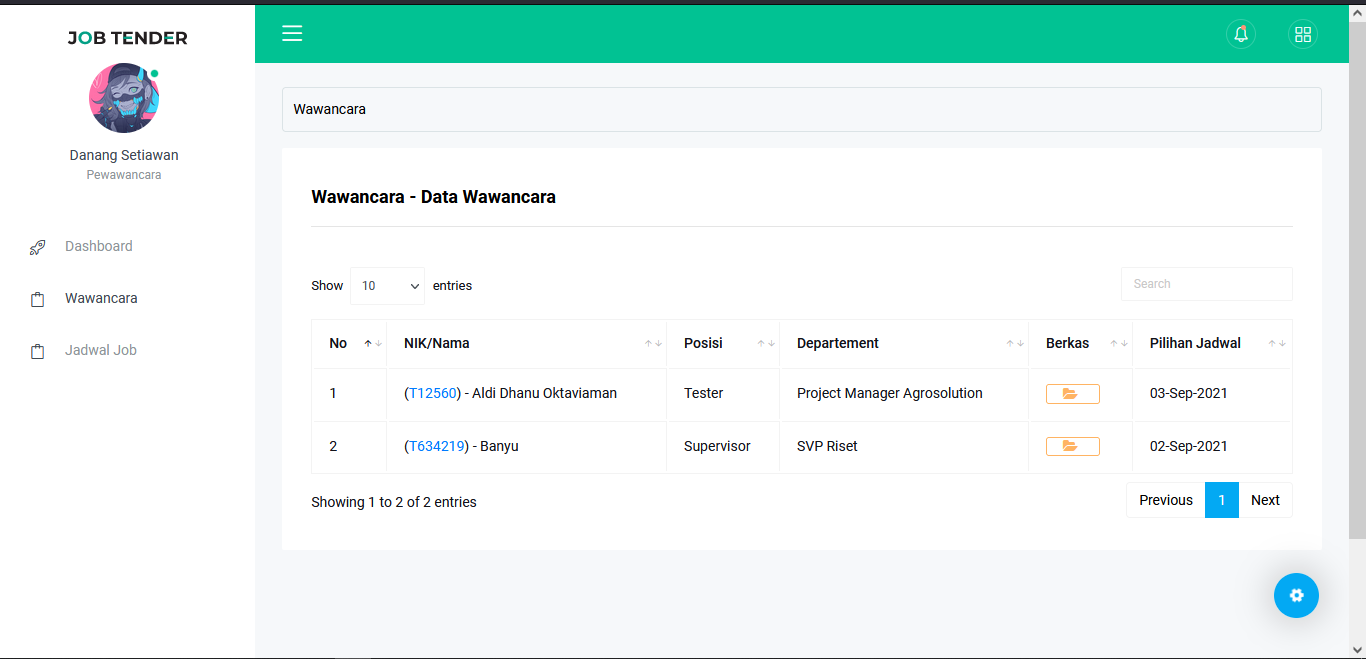 JOB TENDER
Danang Setiawan
Pewawancara
Dashboard
Wawancara
Jadwal Job
Wawancara
Wawancara - Data Wawancara
Show 10 entries
Search
No NIK/Nama Posisi Departement Berkas Pilihan Jadwal
1 (T12560) - Aldi Dhanu Oktaviaman Tester Project Manager Agrosolution 03-Sep-2021
2 (T634219) - Banyu Supervisor SVP Riset 02-Sep-2021
Showing 1 to 2 of 2 entries
Previous 1 Next